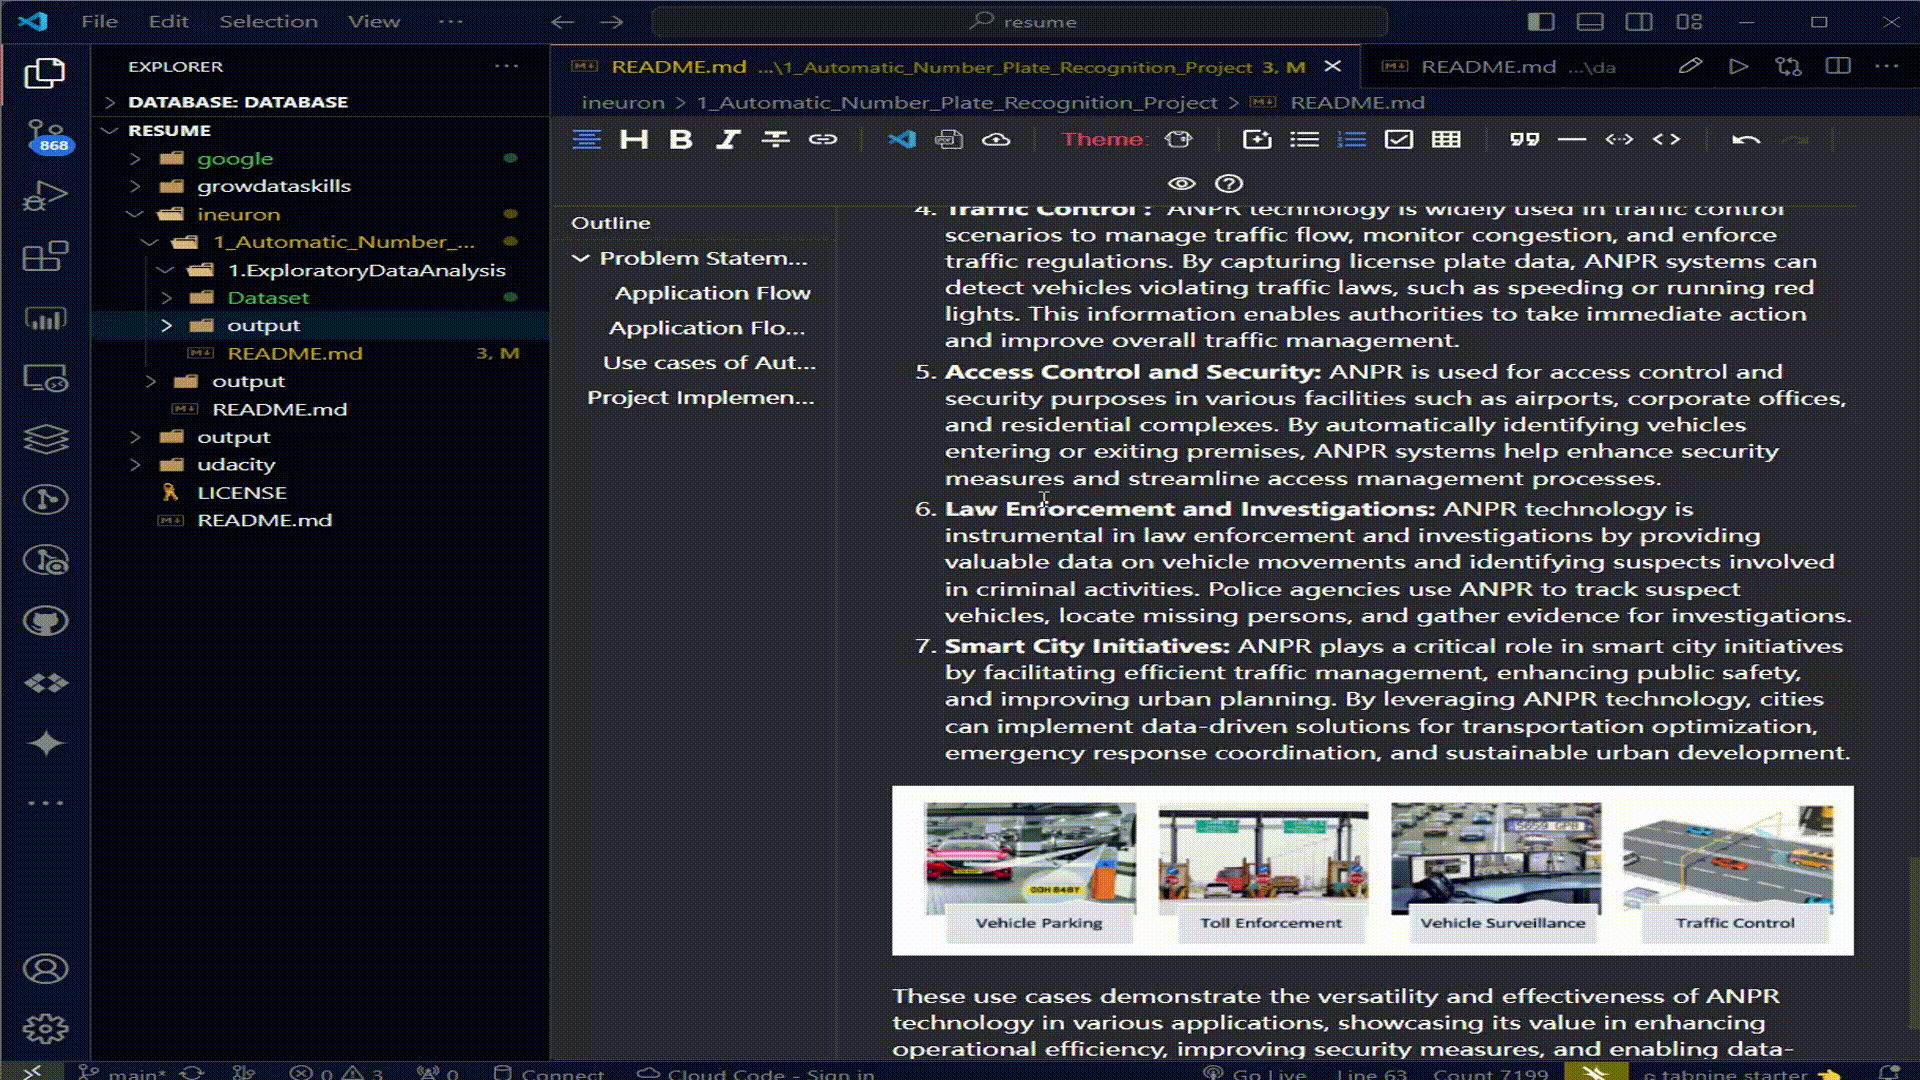 File Edit Selection View ··· resume
EXPLORER ···
DATABASE: DATABASE
RESUME
868
google
growdataskills
ineuron
1_Automatic_Number_...
1.ExploratoryDataAnalysis
Dataset
output
README.md 3, M
output
README.md
output
udacity
LICENSE
README.md
README.md ...\1_Automatic_Number_Plate_Recognition_Project 3, M
README.md ...\da
ineuron > 1_Automatic_Number_Plate_Recognition_Project > README.md
H B I Theme:
Outline
Problem Statem...
Application Flow
Application Flo...
Use cases of Aut...
Project Implemen...
4. Traffic Control : ANPR technology is widely used in traffic control
scenarios to manage traffic flow, monitor congestion, and enforce
traffic regulations. By capturing license plate data, ANPR systems can
detect vehicles violating traffic laws, such as speeding or running red
lights. This information enables authorities to take immediate action
and improve overall traffic management.
5. Access Control and Security: ANPR is used for access control and
security purposes in various facilities such as airports, corporate offices,
and residential complexes. By automatically identifying vehicles
entering or exiting premises, ANPR systems help enhance security
measures and streamline access management processes.
6. Law Enforcement and Investigations: ANPR technology is
instrumental in law enforcement and investigations by providing
valuable data on vehicle movements and identifying suspects involved
in criminal activities. Police agencies use ANPR to track suspect
vehicles, locate missing persons, and gather evidence for investigations.
7. Smart City Initiatives: ANPR plays a critical role in smart city initiatives
by facilitating efficient traffic management, enhancing public safety,
and improving urban planning. By leveraging ANPR technology, cities
can implement data-driven solutions for transportation optimization,
emergency response coordination, and sustainable urban development.
Vehicle Parking
Toll Enforcement
Vehicle Surveillance
Traffic Control
These use cases demonstrate the versatility and effectiveness of ANPR
technology in various applications, showcasing its value in enhancing
operational efficiency, improving security measures, and enabling data-
main* 0 3 0 Connect Cloud Code - Sign in Go Live Line 63 Count 7199 tabnine starter